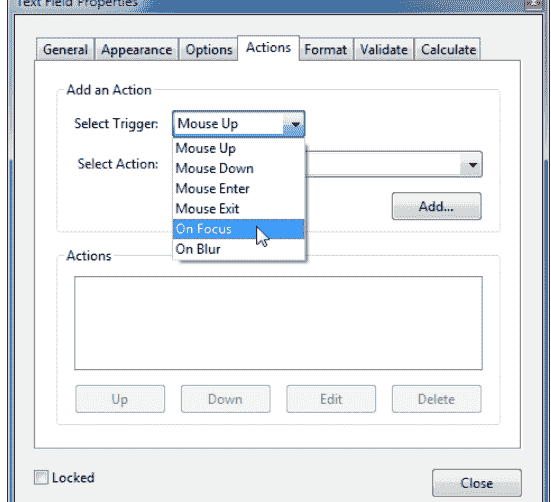 Text Field Properties
General Appearance Options Actions Format Validate Calculate
Add an Action
Select Trigger: Mouse Up
Mouse Up
Select Action:
Mouse Down
Mouse Enter
Mouse Exit
Add...
On Focus
On Blur
Actions
Up Down Edit Delete
Locked
Close